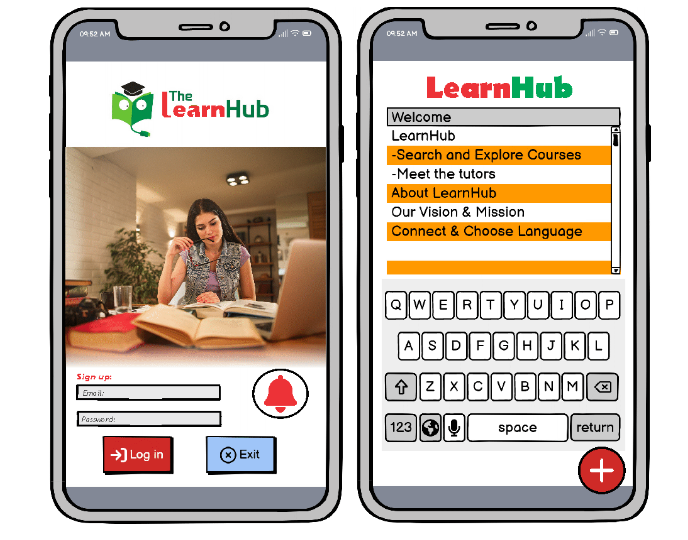 09:52 AM
The
LearnHub
Sign up:
Email:
Password:
Log in
Exit
09:52 AM
LearnHub
Welcome
LearnHub
-Search and Explore Courses
-Meet the tutors
About LearnHub
Our Vision & Mission
Connect & Choose Language
Q W E R T Y U I O P
A S D F G H J K L
Z X C V B N M
123 space return